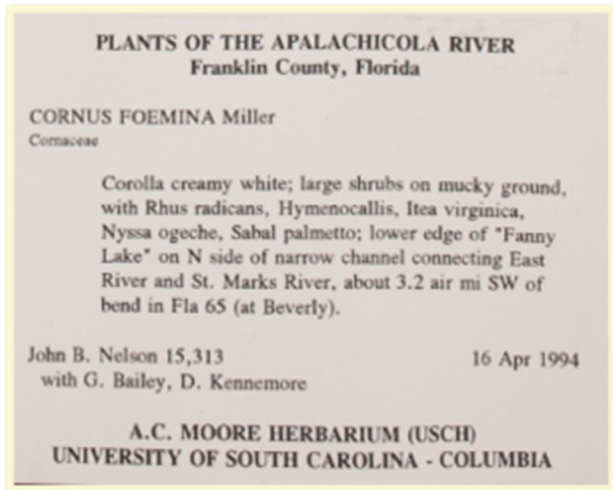 PLANTS OF THE APALACHICOLA RIVER
Franklin County, Florida
CORNUS FOEMINA Miller
Cornaceae
Corolla creamy white; large shrubs on mucky ground,
with Rhus radicans, Hymenocallis, Itea virginica,
Nyssa ogeche, Sabal palmetto; lower edge of "Fanny
Lake" on N side of narrow channel connecting East
River and St. Marks River, about 3.2 air mi SW of
bend in Fla 65 (at Beverly).
John B. Nelson 15,313 16 Apr 1994
with G. Bailey, D. Kennemore
A.C. MOORE HERBARIUM (USCH)
UNIVERSITY OF SOUTH CAROLINA - COLUMBIA